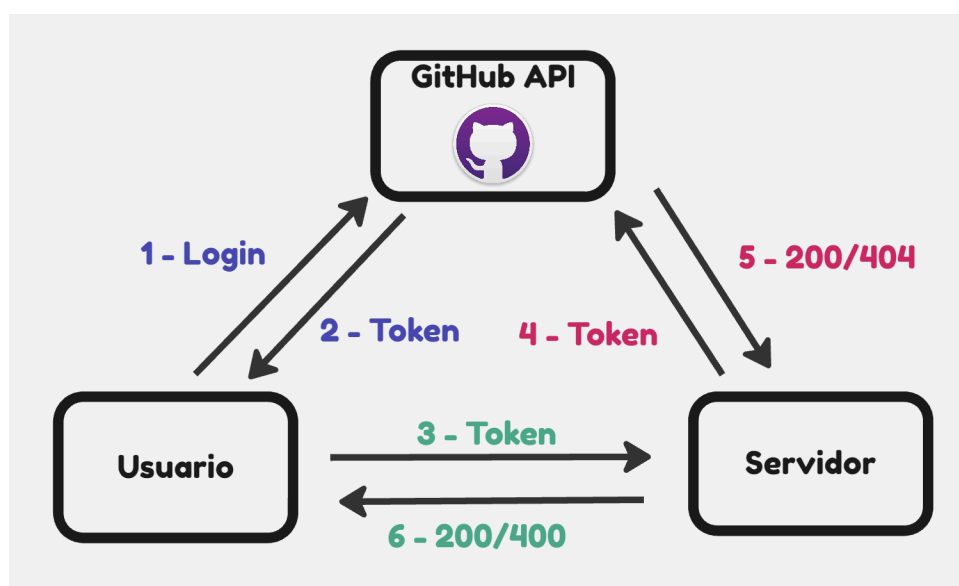 GitHub API
1 - Login
5 - 200/404
2 - Token
4 - Token
3 - Token
Usuario
Servidor
6 - 200/400